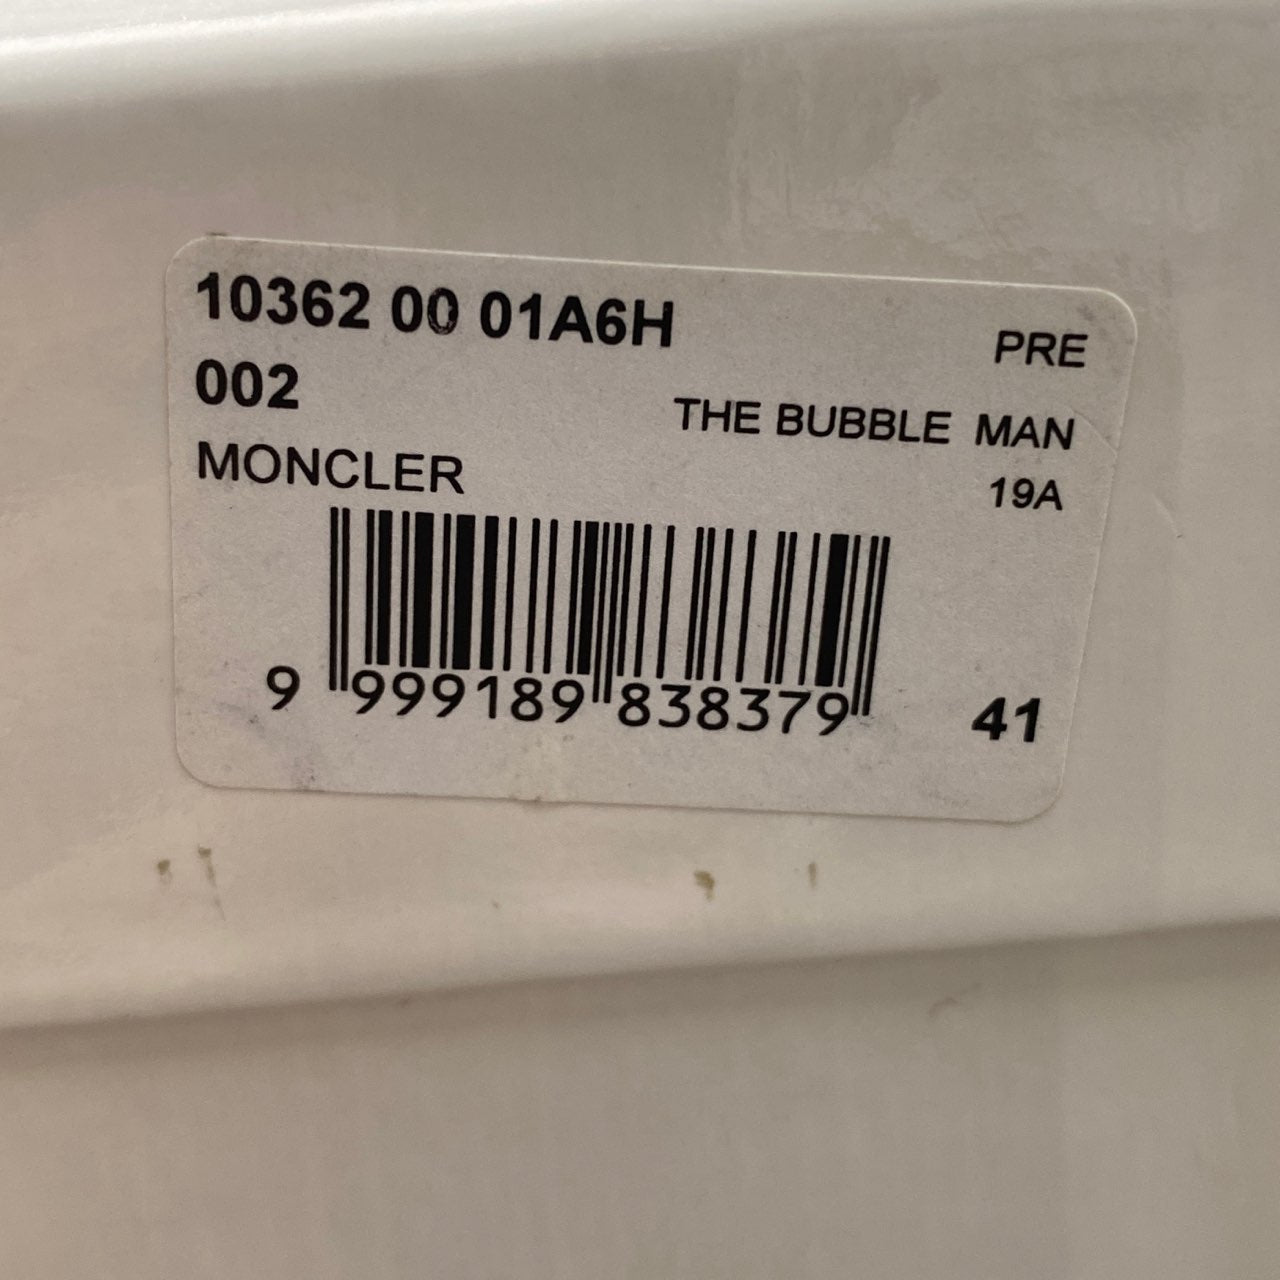 10362 00 01A6H
PRE
002
THE BUBBLE MAN
MONCLER
19A
9 999189 838379
41